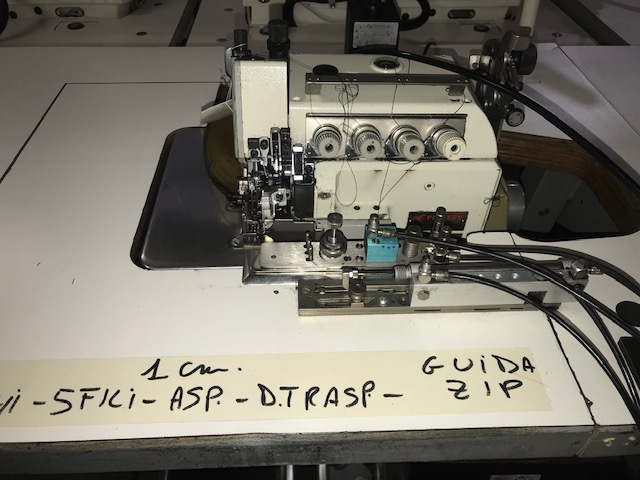 1 cm.
GUIDA
- 5FILI - ASP. - D.TRASP. -
ZIP